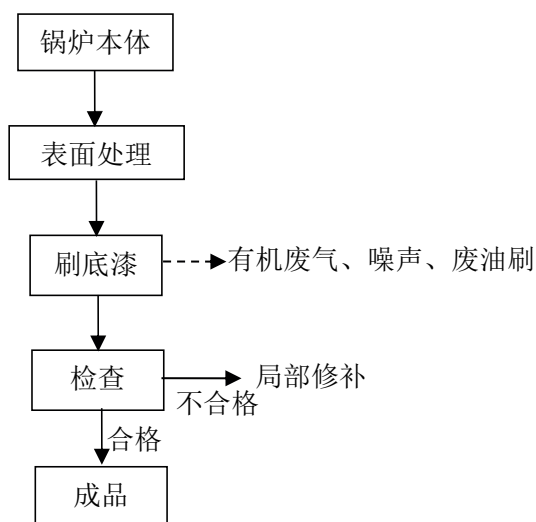 锅炉本体
表面处理
刷底漆
有机废气、噪声、废油刷
检查
局部修补
不合格
合格
成品